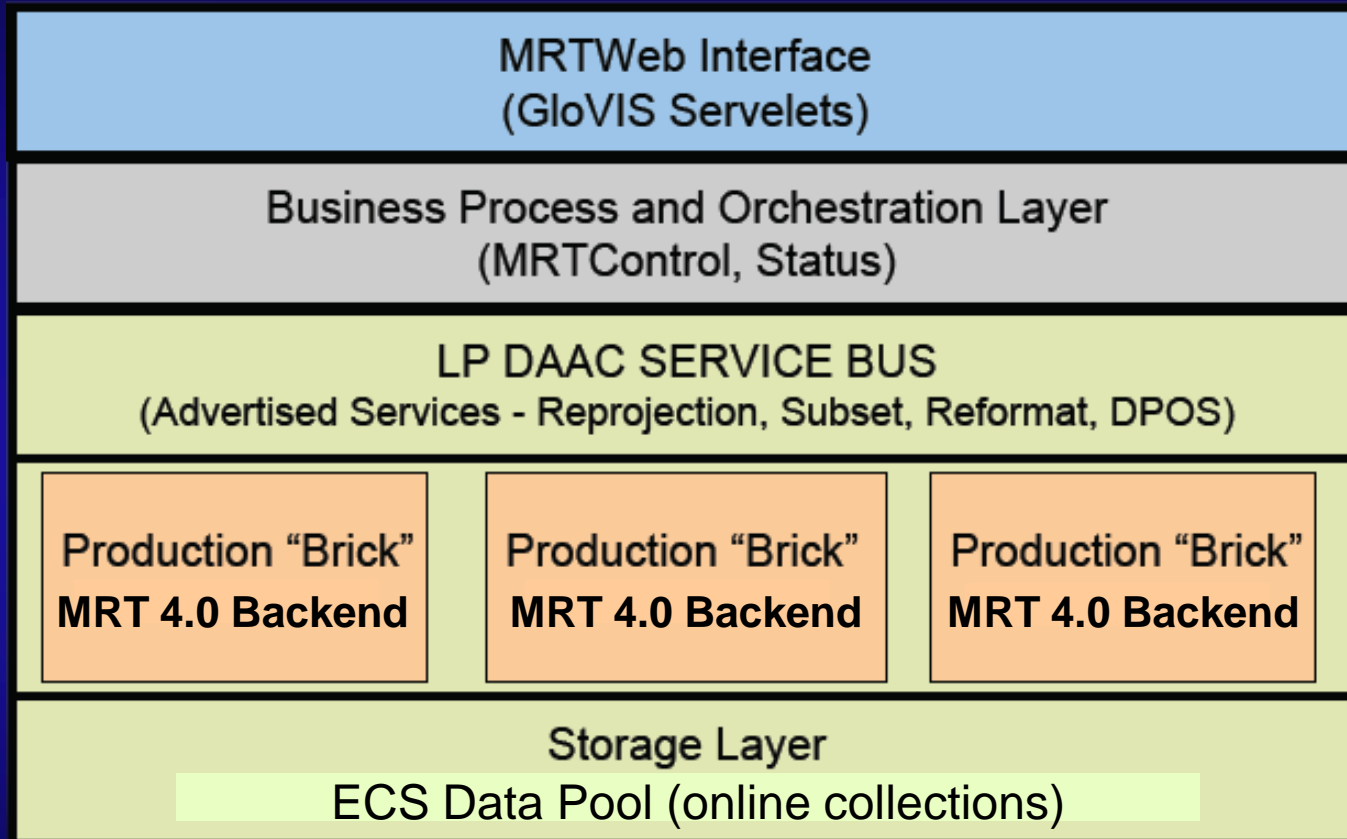 MRTWeb Interface
(GloVIS Servelets)
Business Process and Orchestration Layer
(MRTControl, Status)
LP DAAC SERVICE BUS
(Advertised Services - Reprojection, Subset, Reformat, DPOS)
Production “Brick”
MRT 4.0 Backend
Production “Brick”
MRT 4.0 Backend
Production “Brick”
MRT 4.0 Backend
Storage Layer
ECS Data Pool (online collections)